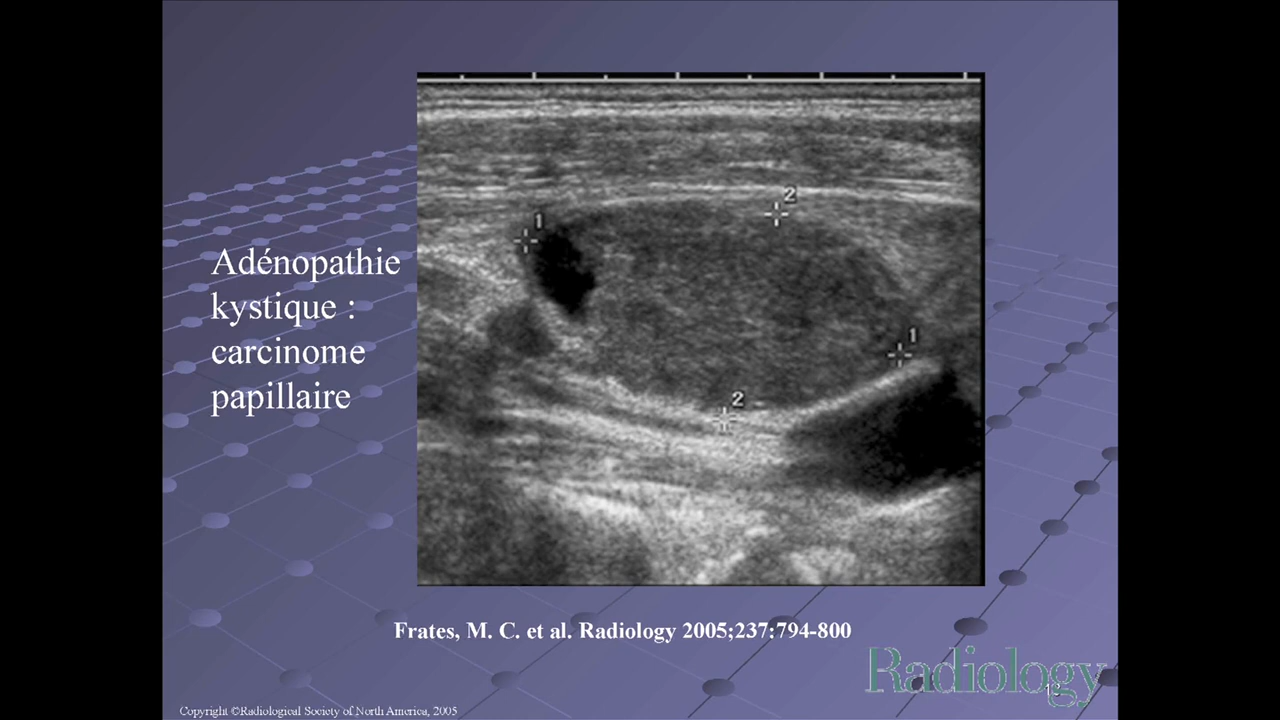 1
2
Adénopathie
kystique :
carcinome
papillaire
1
2
Frates, M. C. et al. Radiology 2005;237:794-800
Radiology
Copyright ©Radiological Society of North America, 2005